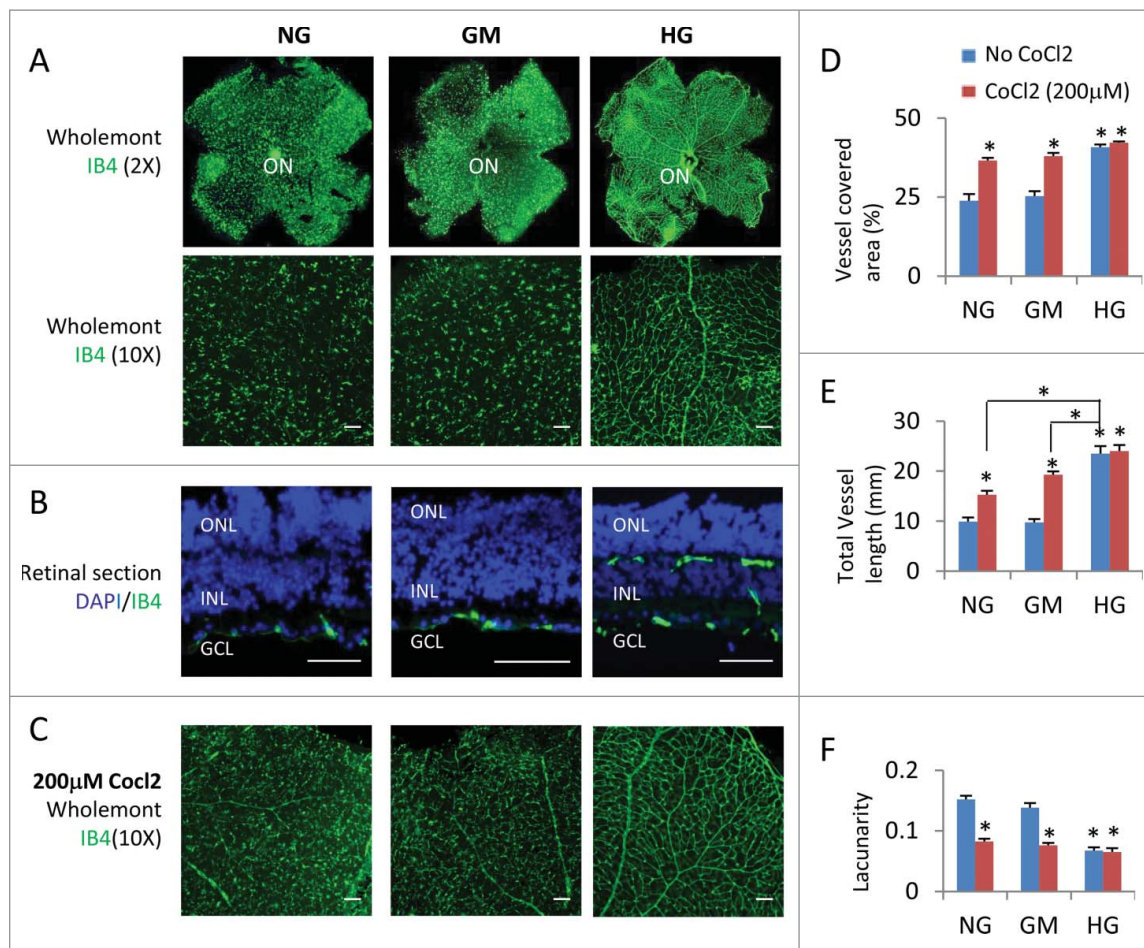 NG
GM
HG
A
Wholemont
IB4 (2X)
ON
ON
ON
Wholemont
IB4 (10X)
B
Retinal section
DAPI/IB4
ONL
INL
GCL
ONL
INL
GCL
ONL
INL
GCL
C
200μM Cocl2
Wholemont
IB4(10X)
D
No CoCl2
CoCl2 (200μM)
Vessel covered
area (%)
50
25
0
* * * *
NG GM HG
E
Total Vessel
length (mm)
30
20
10
0
*
*
* * * *
NG GM HG
F
Lacunarity
0.2
0.1
0
* * * *
NG GM HG